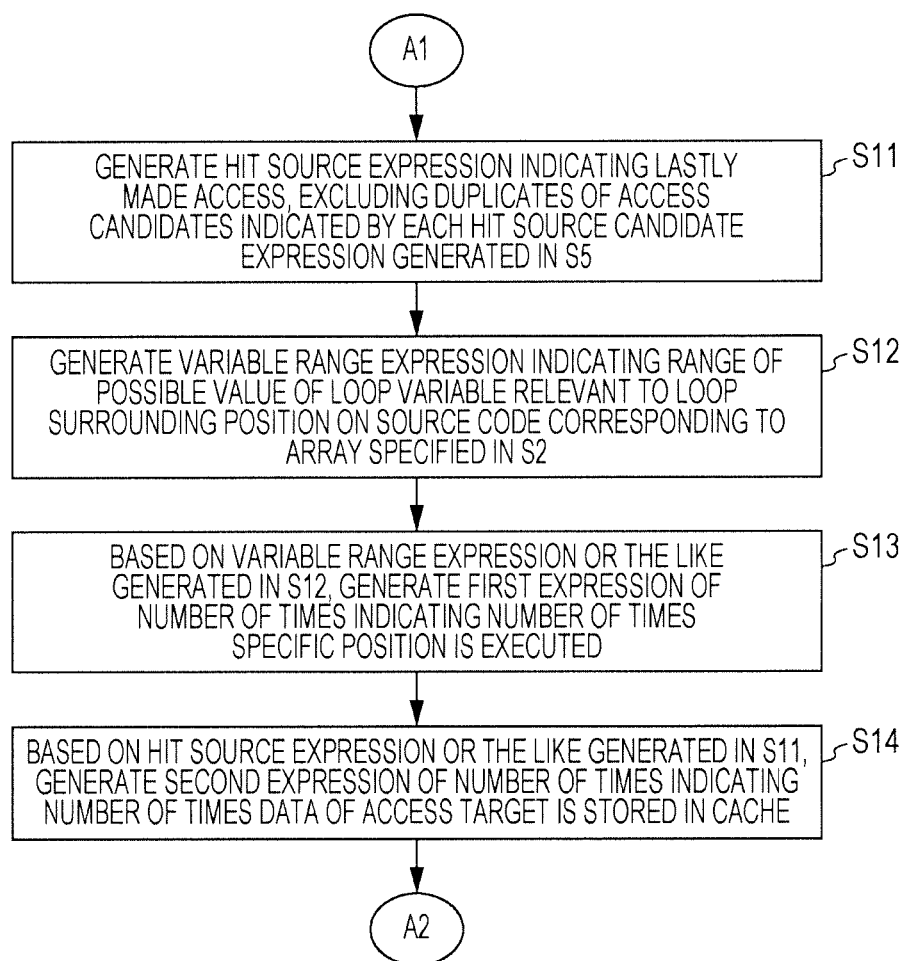 A1
GENERATE HIT SOURCE EXPRESSION INDICATING LASTLY
MADE ACCESS, EXCLUDING DUPLICATES OF ACCESS
CANDIDATES INDICATED BY EACH HIT SOURCE CANDIDATE
EXPRESSION GENERATED IN S5
S11
GENERATE VARIABLE RANGE EXPRESSION INDICATING RANGE OF
POSSIBLE VALUE OF LOOP VARIABLE RELEVANT TO LOOP
SURROUNDING POSITION ON SOURCE CODE CORRESPONDING TO
ARRAY SPECIFIED IN S2
S12
BASED ON VARIABLE RANGE EXPRESSION OR THE LIKE
GENERATED IN S12, GENERATE FIRST EXPRESSION OF
NUMBER OF TIMES INDICATING NUMBER OF TIMES
SPECIFIC POSITION IS EXECUTED
S13
BASED ON HIT SOURCE EXPRESSION OR THE LIKE GENERATED IN S11,
GENERATE SECOND EXPRESSION OF NUMBER OF TIMES INDICATING
NUMBER OF TIMES DATA OF ACCESS TARGET IS STORED IN CACHE
S14
A2